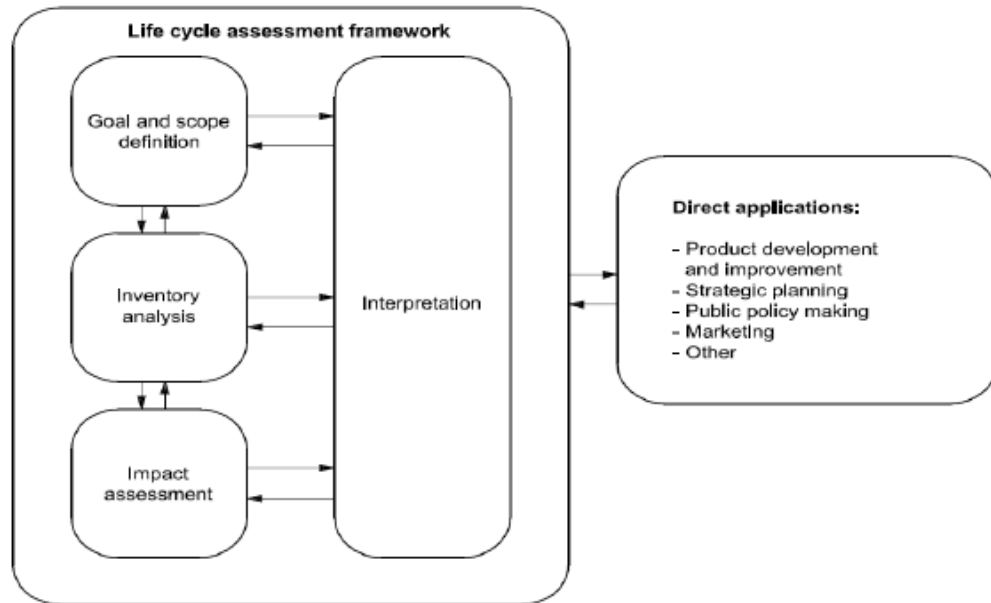 Life cycle assessment framework
Goal and scope
definition
Inventory
analysis
Impact
assessment
Interpretation
Direct applications:
- Product development
and improvement
- Strategic planning
- Public policy making
- Marketing
- Other